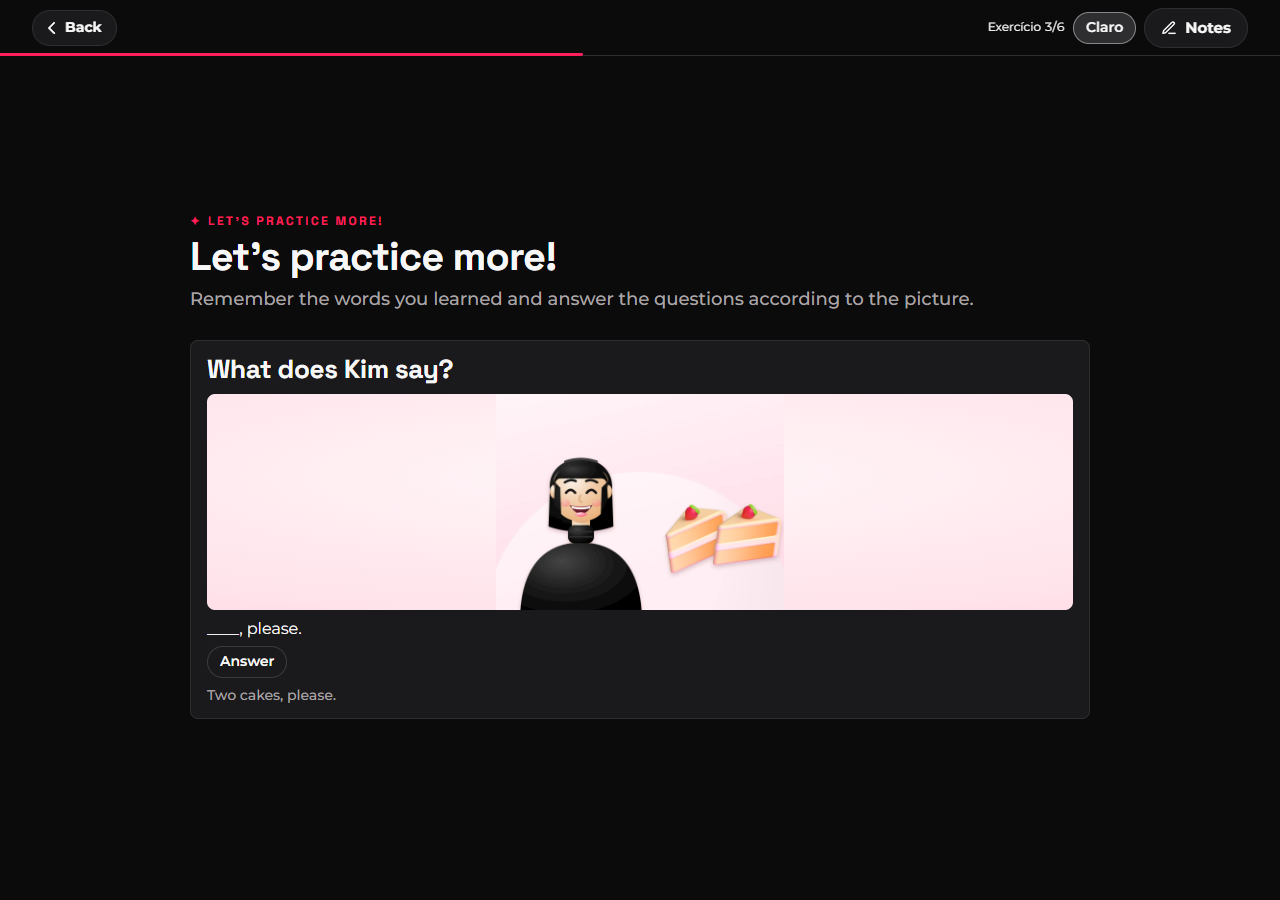 Back
Exercício 3/6
Claro
Notes
✦ LET'S PRACTICE MORE!
Let's practice more!
Remember the words you learned and answer the questions according to the picture.
What does Kim say?
____, please.
Answer
Two cakes, please.